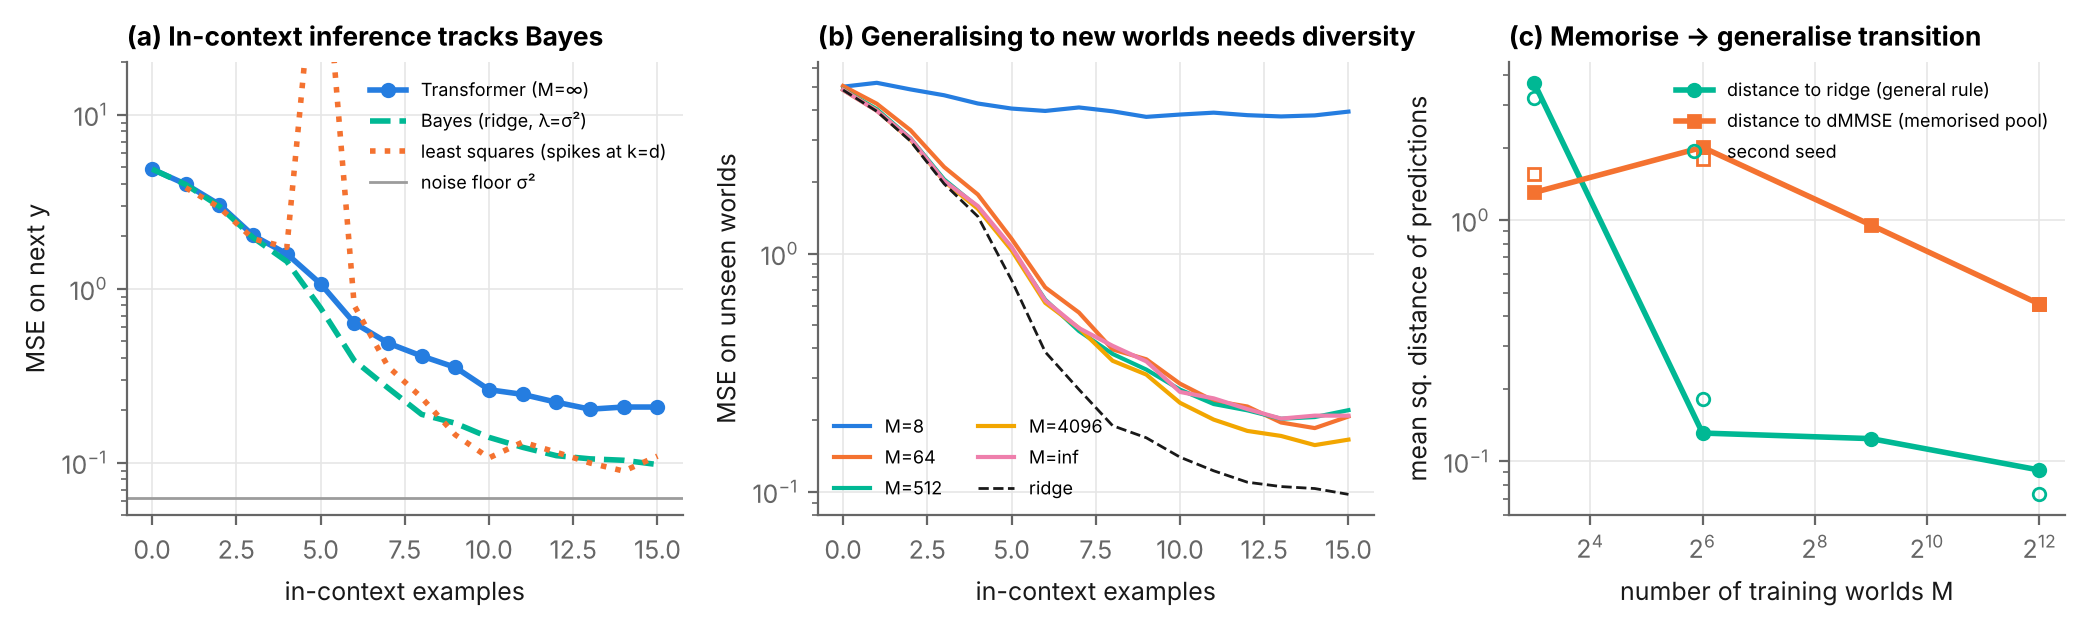 (a) In-context inference tracks Bayes
MSE on next y
10¹
10⁰
10⁻¹
Transformer (M=∞)
Bayes (ridge, λ=σ²)
least squares (spikes at k=d)
noise floor σ²
0.0 2.5 5.0 7.5 10.0 12.5 15.0
in-context examples
(b) Generalising to new worlds needs diversity
MSE on unseen worlds
10⁰
10⁻¹
M=8
M=64
M=512
M=4096
M=inf
ridge
0.0 2.5 5.0 7.5 10.0 12.5 15.0
in-context examples
(c) Memorise → generalise transition
mean sq. distance of predictions
10⁰
10⁻¹
distance to ridge (general rule)
distance to dMMSE (memorised pool)
second seed
2⁴ 2⁶ 2⁸ 2¹⁰ 2¹²
number of training worlds M